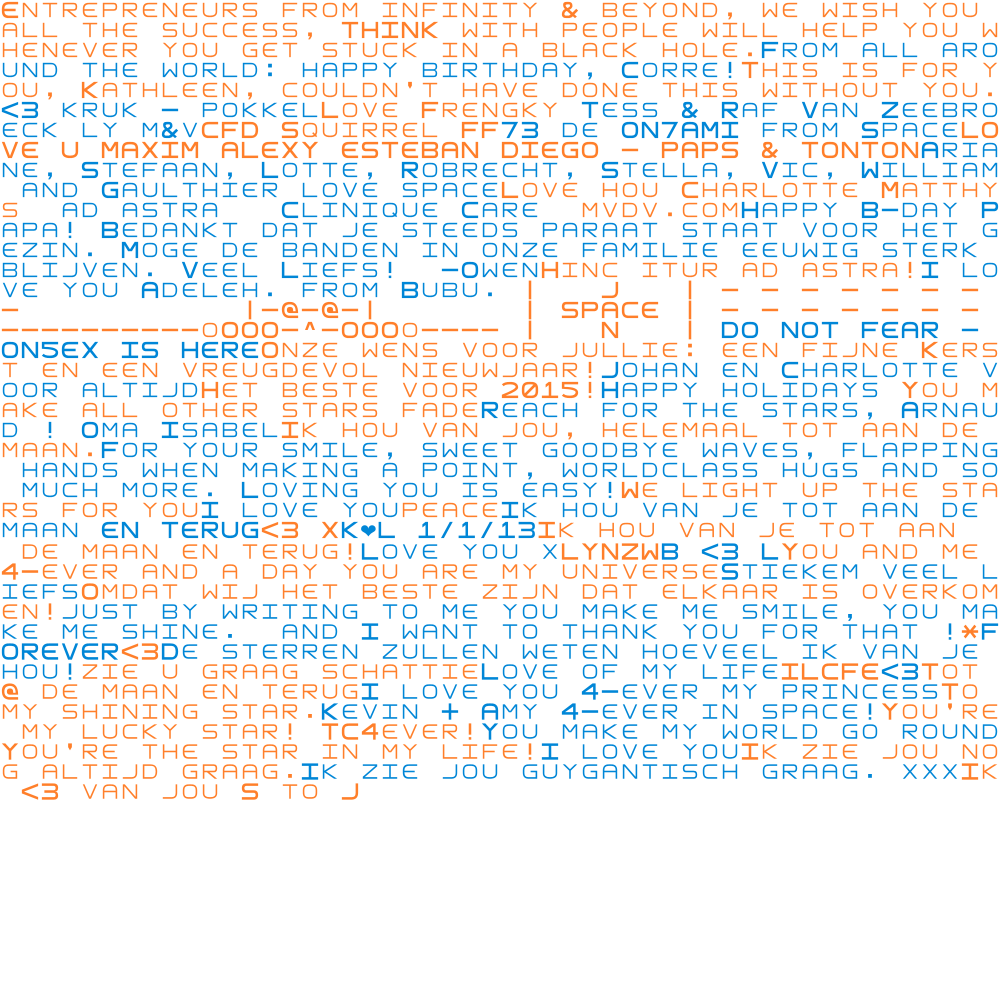 ENTREPRENEURS FROM INFINITY & BEYOND, WE WISH YOU
ALL THE SUCCESS, THINK WITH PEOPLE WILL HELP YOU W
HENEVER YOU GET STUCK IN A BLACK HOLE.FROM ALL ARO
UND THE WORLD: HAPPY BIRTHDAY, CORRE!THIS IS FOR Y
OU, KATHLEEN, COULDN'T HAVE DONE THIS WITHOUT YOU.
<3 KRUK – POKKELLOVE FRENGKY TESS & RAF VAN ZEEBRO
ECK LY M&VCFD SQUIRREL FF73 DE ON7AMI FROM SPACELO
VE U MAXIM ALEXY ESTEBAN DIEGO – PAPS & TONTONARIA
NE, STEFAAN, LOTTE, ROBRECHT, STELLA, VIC, WILLIAM
AND GAULTHIER LOVE SPACELOVE HOU CHARLOTTE MATTHY
S  AD ASTRA   CLINIQUE CARE  MVDV.COMHAPPY B–DAY P
APA! BEDANKT DAT JE STEEDS PARAAT STAAT VOOR HET G
EZIN. MOGE DE BANDEN IN ONZE FAMILIE EEUWIG STERK
BLIJVEN. VEEL LIEFS!  –OWENHINC ITUR AD ASTRA!I LO
VE YOU ADELEH. FROM BUBU. |   J   | – – – – – – –
–           |–@–@–|       | SPACE | – – – – – – –
––––––––––OOOO–^–OOOO–––– |   N   | DO NOT FEAR –
ON5EX IS HEREONZE WENS VOOR JULLIE: EEN FIJNE KERS
T EN EEN VREUGDEVOL NIEUWJAAR!JOHAN EN CHARLOTTE V
OOR ALTIJDHET BESTE VOOR 2015!HAPPY HOLIDAYS YOU M
AKE ALL OTHER STARS FADEREACH FOR THE STARS, ARNAU
D ! OMA ISABELIK HOU VAN JOU, HELEMAAL TOT AAN DE
MAAN.FOR YOUR SMILE, SWEET GOODBYE WAVES, FLAPPING
HANDS WHEN MAKING A POINT, WORLDCLASS HUGS AND SO
MUCH MORE. LOVING YOU IS EASY!WE LIGHT UP THE STA
RS FOR YOUI LOVE YOUPEACEIK HOU VAN JE TOT AAN DE
MAAN EN TERUG<3 XK❤L 1/1/13IK HOU VAN JE TOT AAN
DE MAAN EN TERUG!LOVE YOU XLYNZWB <3 LYOU AND ME
4–EVER AND A DAY YOU ARE MY UNIVERSESTIEKEM VEEL L
IEFSOMDAT WIJ HET BESTE ZIJN DAT ELKAAR IS OVERKOM
EN!JUST BY WRITING TO ME YOU MAKE ME SMILE, YOU MA
KE ME SHINE.  AND I WANT TO THANK YOU FOR THAT !*F
OREVER<3DE STERREN ZULLEN WETEN HOEVEEL IK VAN JE
HOU!ZIE U GRAAG SCHATTIELOVE OF MY LIFEILCFE<3TOT
@ DE MAAN EN TERUGI LOVE YOU 4–EVER MY PRINCESSTO
MY SHINING STAR.KEVIN + AMY 4–EVER IN SPACE!YOU'RE
MY LUCKY STAR! TC4EVER!YOU MAKE MY WORLD GO ROUND
YOU'RE THE STAR IN MY LIFE!I LOVE YOUIK ZIE JOU NO
G ALTIJD GRAAG.IK ZIE JOU GUYGANTISCH GRAAG. XXXIK
<3 VAN JOU S TO J